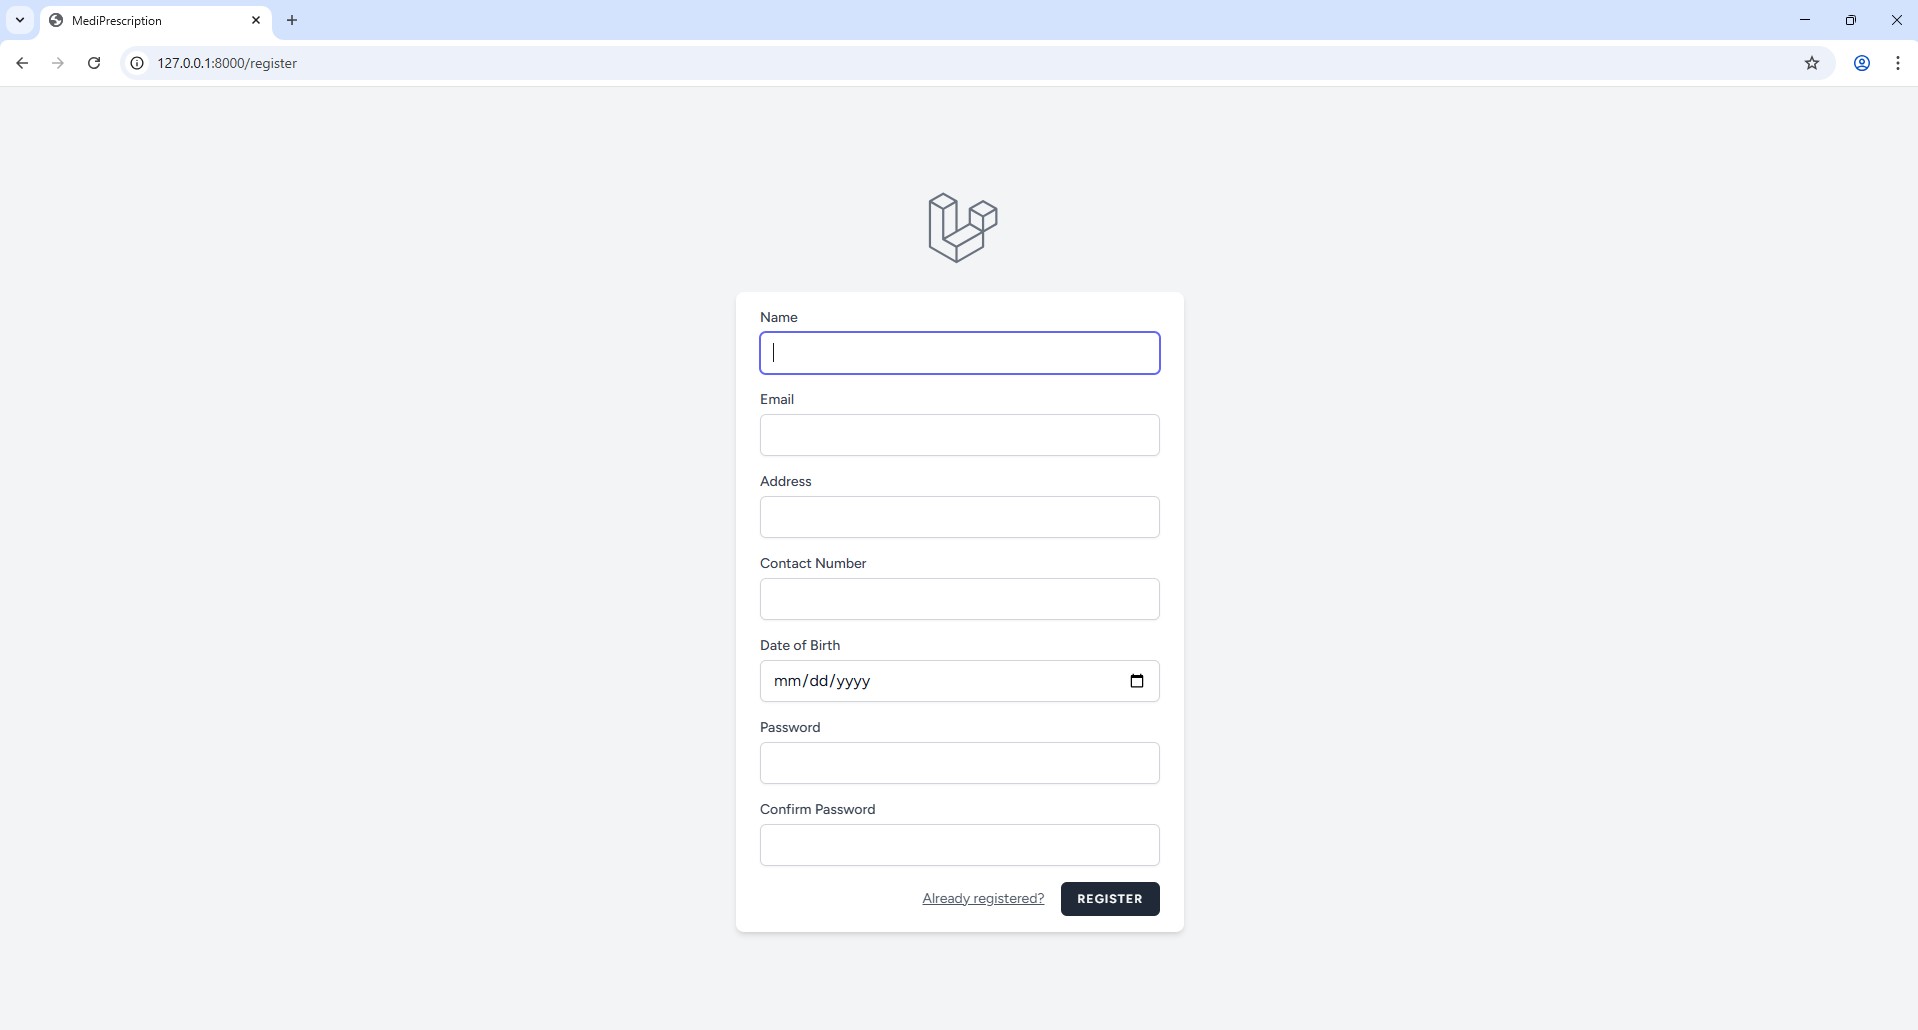 MediPrescription
127.0.0.1:8000/register
Name
Email
Address
Contact Number
Date of Birth
mm/dd/yyyy
Password
Confirm Password
Already registered? REGISTER